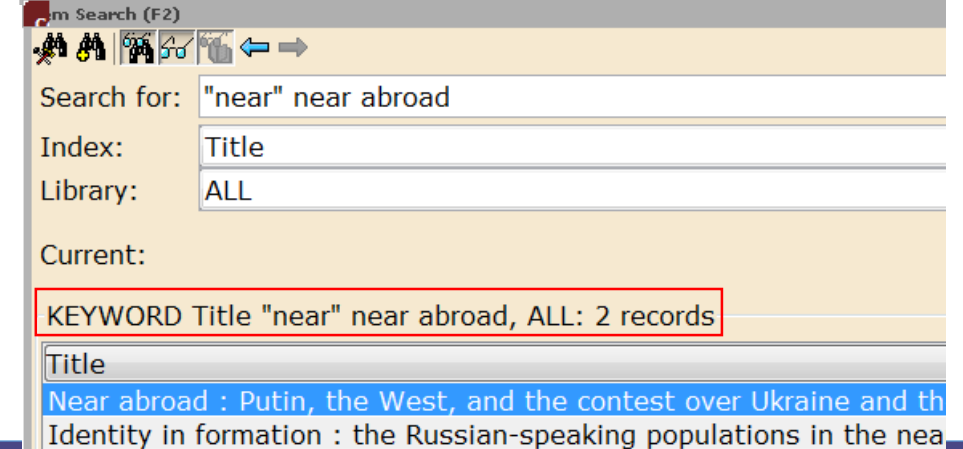 em Search (F2)
Search for: "near" near abroad
Index: Title
Library: ALL
Current:
KEYWORD Title "near" near abroad, ALL: 2 records
Title
Near abroad : Putin, the West, and the contest over Ukraine and th
Identity in formation : the Russian-speaking populations in the nea